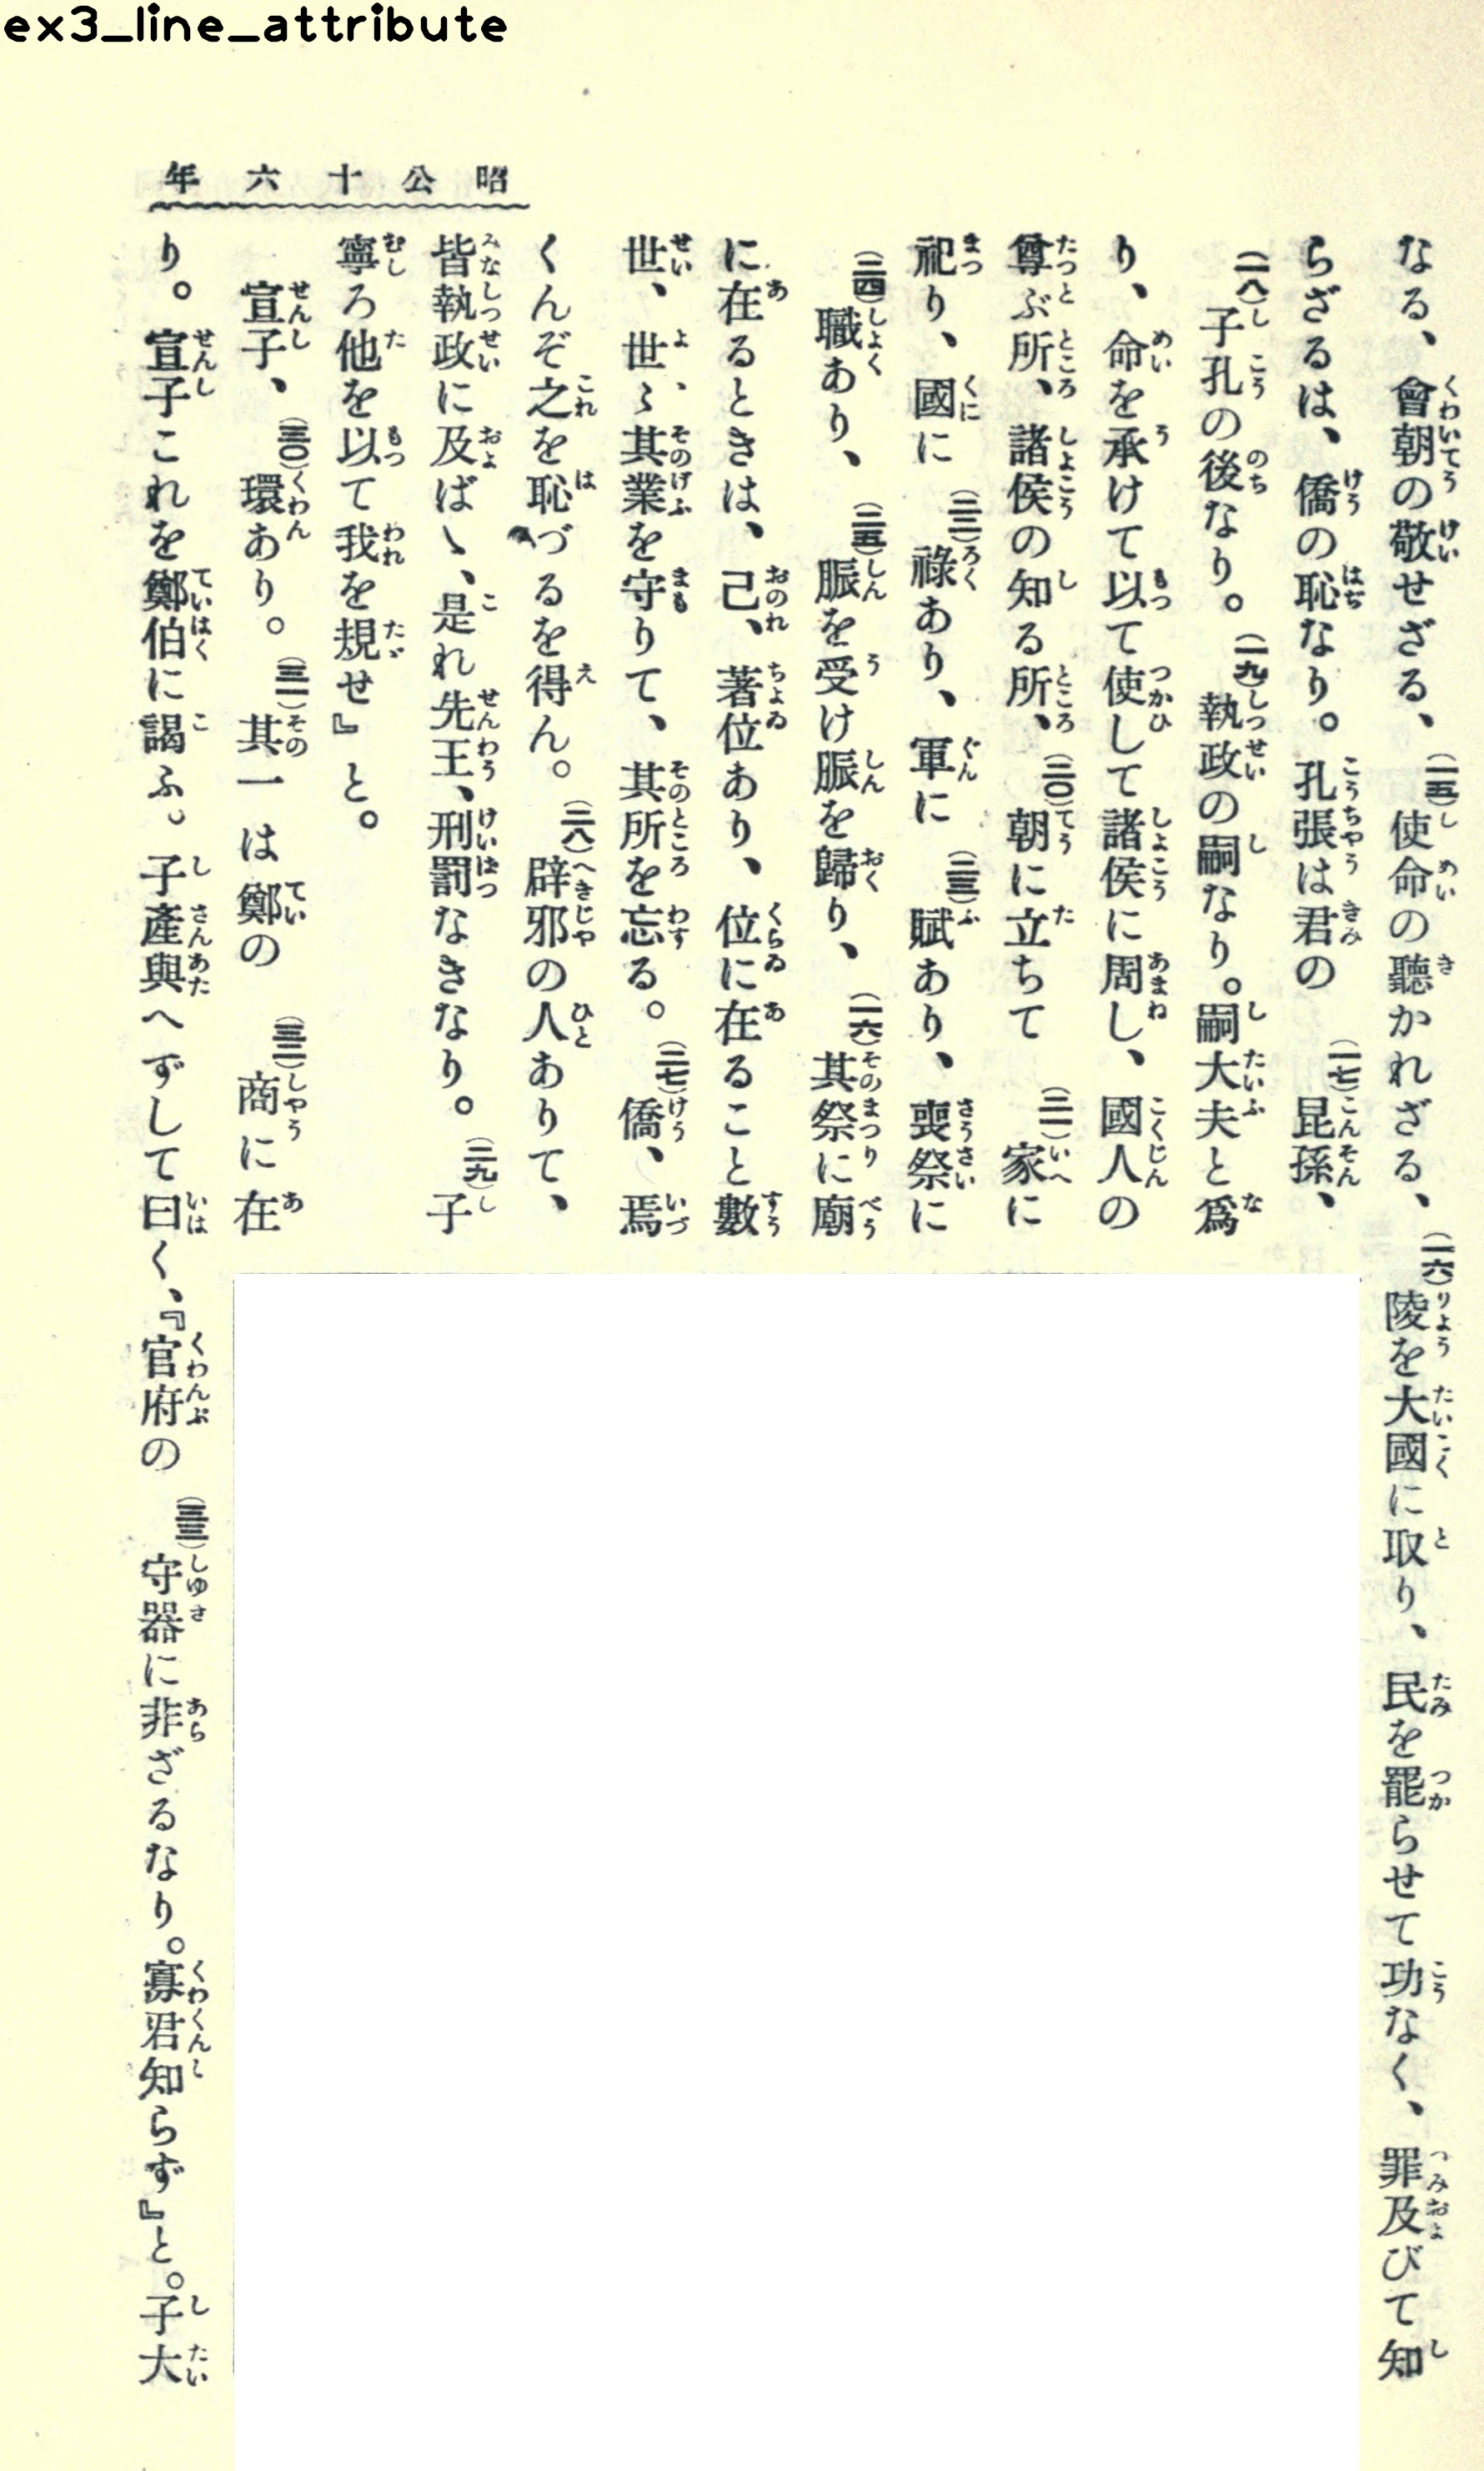 ex3_line_attribute
昭公十六年
なる、會朝の敬せざる、(一五)使命の聽かれざる、(一六)陵を大國に取り、民を罷らせて功なく、罪及びて知
らざるは、僑の恥なり。孔張は君の(一七)昆孫、
(一八)子孔の後なり。(一九)執政の嗣なり。嗣大夫と爲
り、命を承けて以て使して諸侯に周し、國人の
尊ぶ所、諸侯の知る所、(二〇)朝に立ちて(二一)家に
祀り、國に(二二)祿あり、軍に(二三)賦あり、喪祭に
(二四)職あり、(二五)脤を受け脤を歸り、(二六)其祭に廟
に在るときは、己、著位あり、位に在ること數
世、世〻其業を守りて、其所を忘る。(二七)僑、焉
くんぞ之を恥づるを得ん。(二八)辟邪の人ありて、
皆執政に及ばゝ、是れ先王、刑罰なきなり。(二九)子
寧ろ他を以て我を規せ』と。
宣子、(三〇)環あり。(三一)其一は鄭の(三二)商に在
り。宣子これを鄭伯に謁ふ。子產與へずして曰く、『官府の(三三)守器に非ざるなり。寡君知らず』と。子大